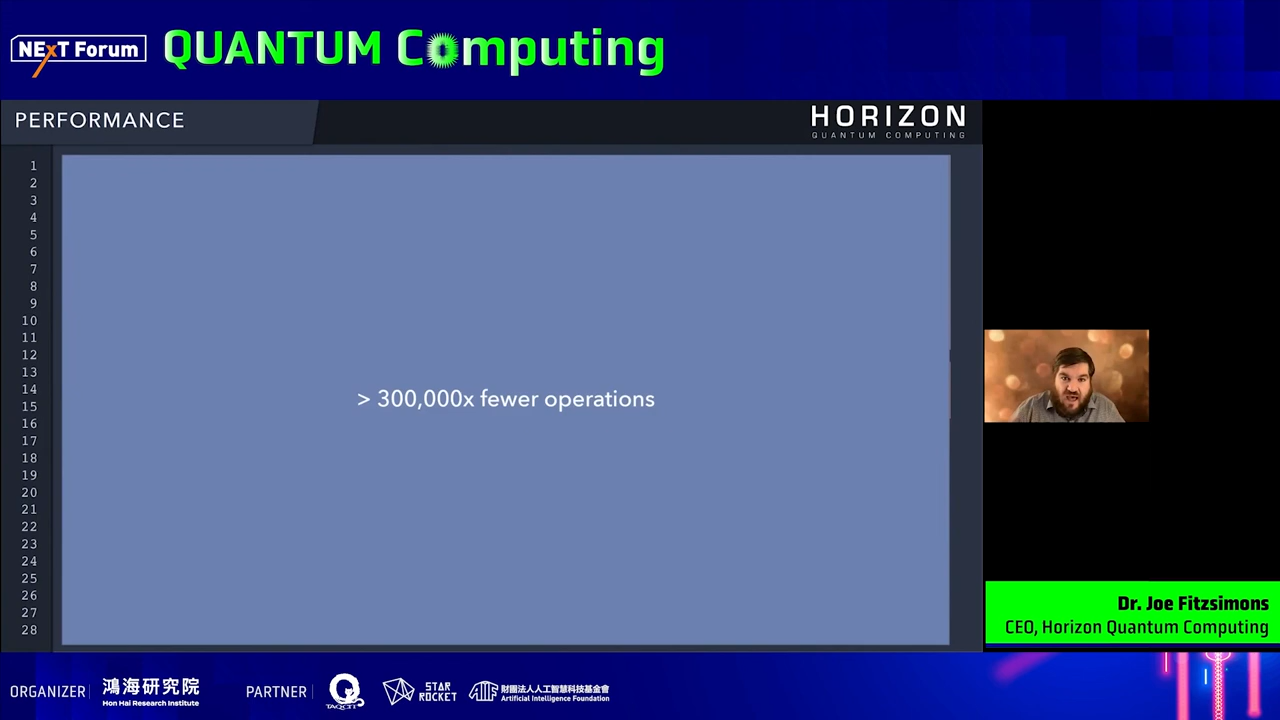 NExT Forum
QUANTUM Computing
PERFORMANCE
HORIZON
QUANTUM COMPUTING
1
2
3
4
5
6
7
8
9
10
11
12
13
14
15
16
17
18
19
20
21
22
23
24
25
26
27
28
> 300,000x fewer operations
Dr. Joe Fitzsimons
CEO, Horizon Quantum Computing
ORGANIZER
鴻海研究院
Hon Hai Research Institute
PARTNER
TAQCIT
STAR
ROCKET
財團法人人工智慧科技基金會
Artificial Intelligence Foundation